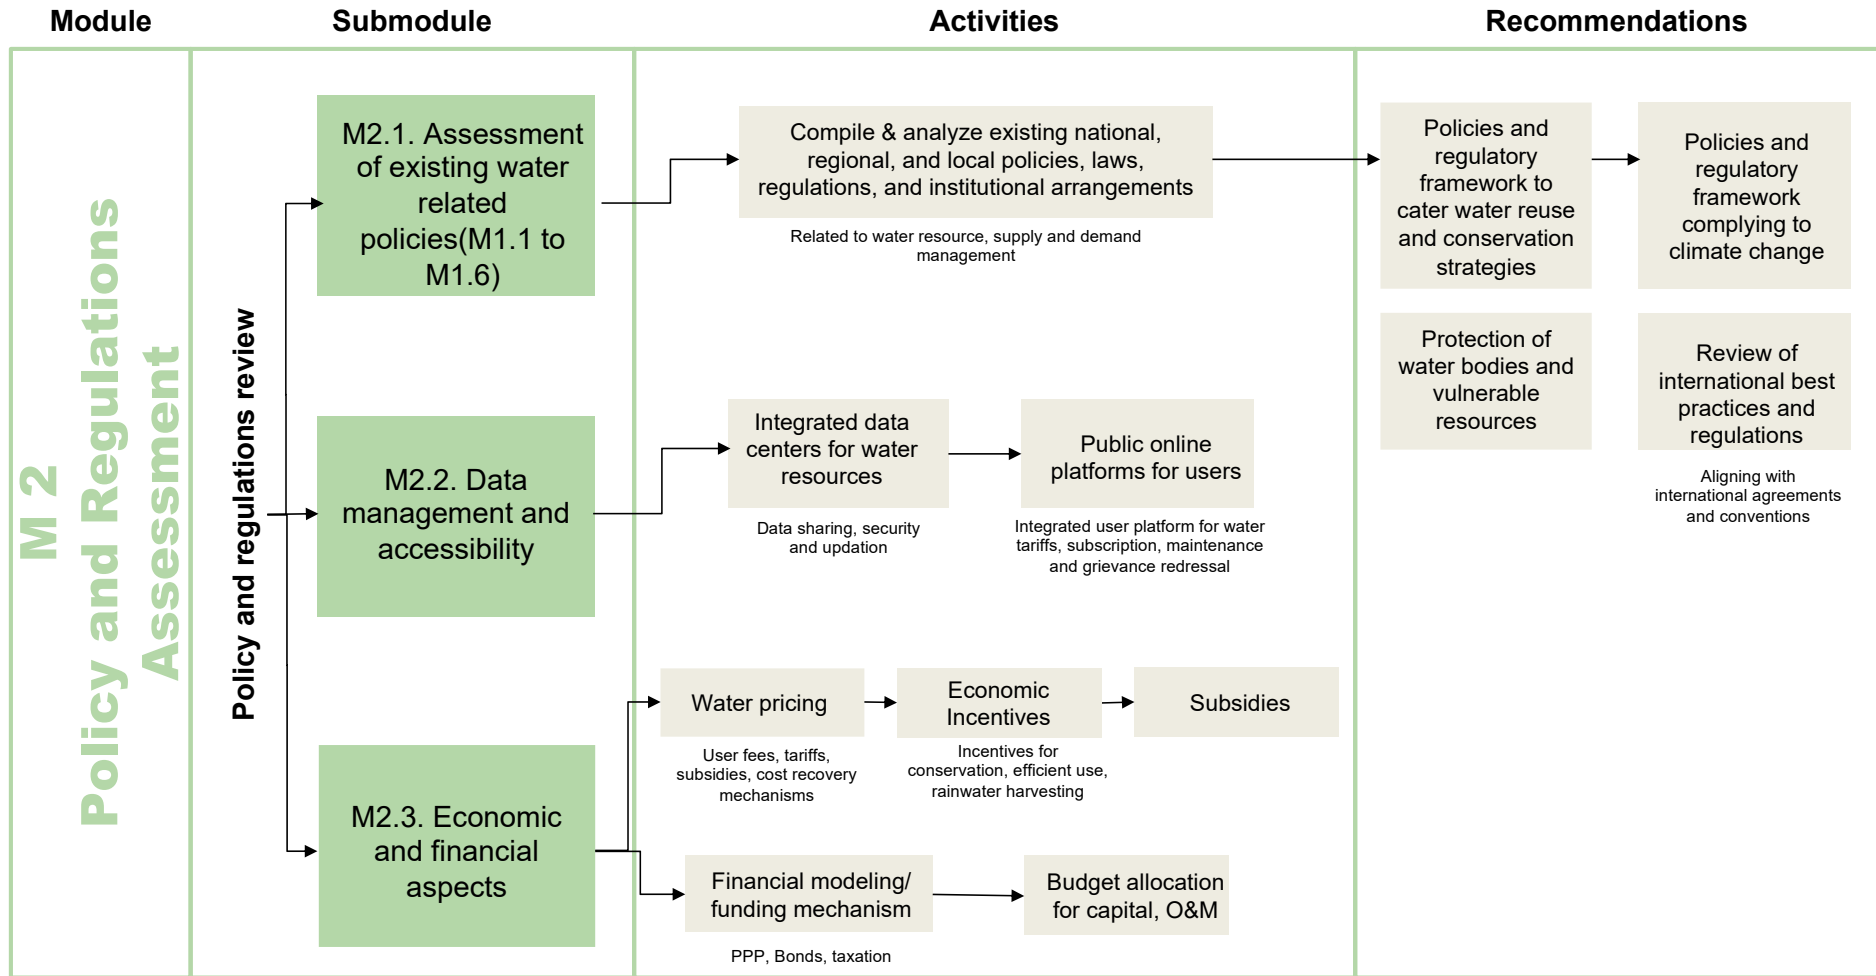 Module
Submodule
Activities
Recommendations
M 2
Policy and Regulations
Assessment
Policy and regulations review
M2.1. Assessment
of existing water
related
policies(M1.1 to
M1.6)
Compile & analyze existing national,
regional, and local policies, laws,
regulations, and institutional arrangements
Related to water resource, supply and demand
management
Policies and
regulatory
framework to
cater water reuse
and conservation
strategies
Policies and
regulatory
framework
complying to
climate change
Protection of
water bodies and
vulnerable
resources
Review of
international best
practices and
regulations
Aligning with
international agreements
and conventions
M2.2. Data
management and
accessibility
Integrated data
centers for water
resources
Data sharing, security
and updation
Public online
platforms for users
Integrated user platform for water
tariffs, subscription, maintenance
and grievance redressal
M2.3. Economic
and financial
aspects
Water pricing
User fees, tariffs,
subsidies, cost recovery
mechanisms
Economic
Incentives
Incentives for
conservation, efficient use,
rainwater harvesting
Subsidies
Financial modeling/
funding mechanism
PPP, Bonds, taxation
Budget allocation
for capital, O&M